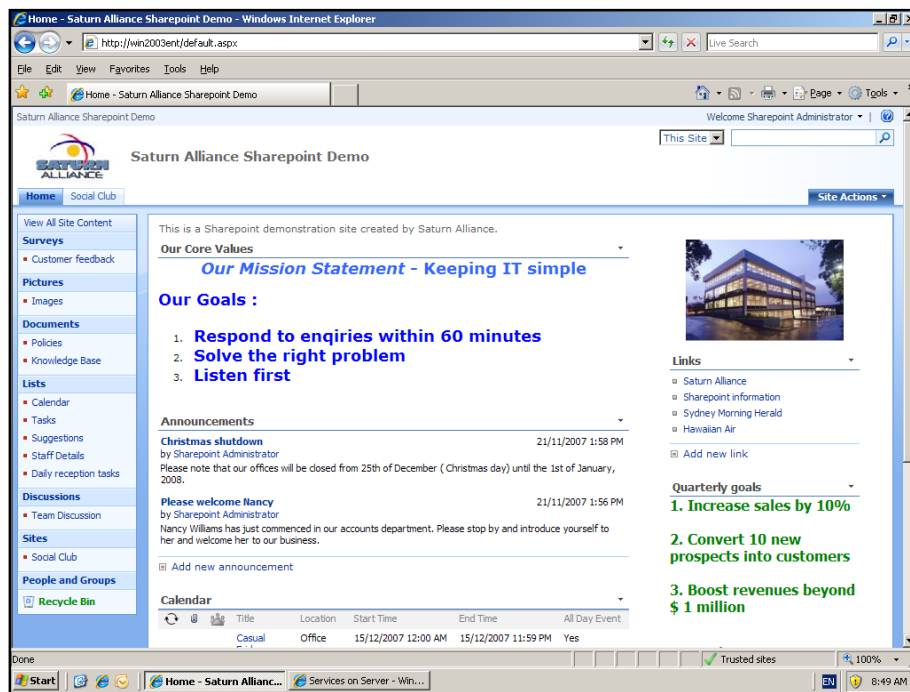 Home - Saturn Alliance Sharepoint Demo - Windows Internet Explorer
http://win2003ent/default.aspx
Live Search
File Edit View Favorites Tools Help
Home - Saturn Alliance Sharepoint Demo
Page Tools
Saturn Alliance Sharepoint Demo
Welcome Sharepoint Administrator
This Site
SATURN
ALLIANCE
Saturn Alliance Sharepoint Demo
Home Social Club
Site Actions
View All Site Content
Surveys
Customer feedback
Pictures
Images
Documents
Policies
Knowledge Base
Lists
Calendar
Tasks
Suggestions
Staff Details
Daily reception tasks
Discussions
Team Discussion
Sites
Social Club
People and Groups
Recycle Bin
This is a Sharepoint demonstration site created by Saturn Alliance.
Our Core Values
Our Mission Statement - Keeping IT simple
Our Goals :
1. Respond to enqiries within 60 minutes
2. Solve the right problem
3. Listen first
Announcements
Christmas shutdown 21/11/2007 1:58 PM
by Sharepoint Administrator
Please note that our offices will be closed from 25th of December ( Christmas day) until the 1st of January,
2008.
Please welcome Nancy 21/11/2007 1:56 PM
by Sharepoint Administrator
Nancy Williams has just commenced in our accounts department. Please stop by and introduce yourself to
her and welcome her to our business.
Add new announcement
Calendar
Title Location Start Time End Time All Day Event
Casual Office 15/12/2007 12:00 AM 15/12/2007 11:59 PM Yes
Links
Saturn Alliance
Sharepoint information
Sydney Morning Herald
Hawaiian Air
Add new link
Quarterly goals
1. Increase sales by 10%
2. Convert 10 new
prospects into customers
3. Boost revenues beyond
$ 1 million
Done
Trusted sites
100%
Start
Home - Saturn Allianc...
Services on Server - Win...
EN
8:49 AM